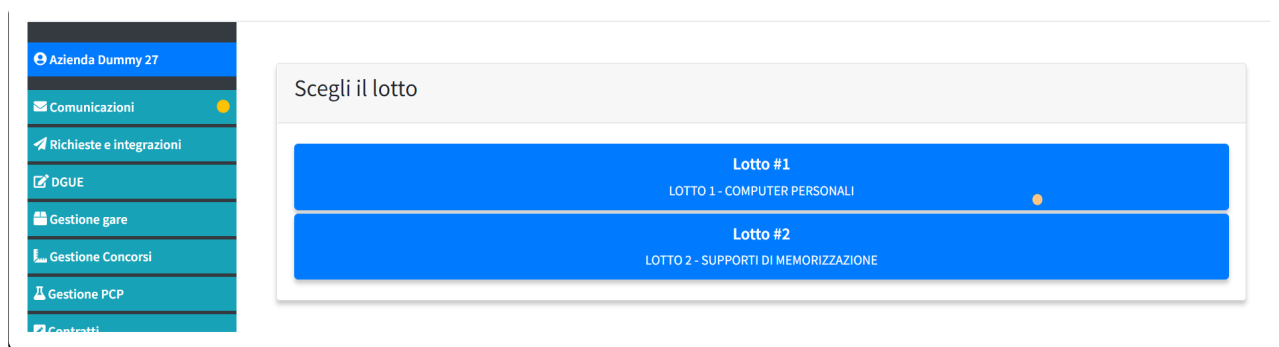 Azienda Dummy 27
Comunicazioni
Richieste e integrazioni
DGUE
Gestione gare
Gestione Concorsi
Gestione PCP
Contratti
Scegli il lotto
Lotto #1
LOTTO 1 - COMPUTER PERSONALI
Lotto #2
LOTTO 2 - SUPPORTI DI MEMORIZZAZIONE